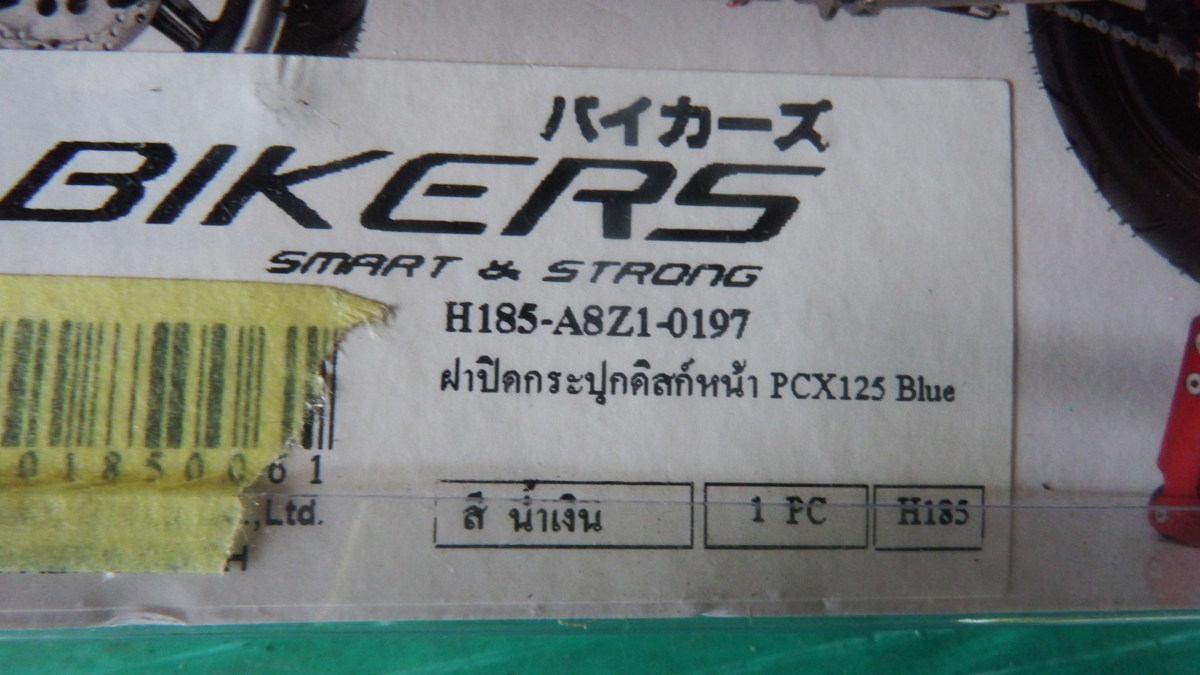 バイカーズ
BIKERS
SMART & STRONG
H185-A8Z1-0197
ฝาปิดกระปุกดิสก์หน้า PCX125 Blue
01850061
,Ltd.
สี น้ำเงิน 1 PC H185
H